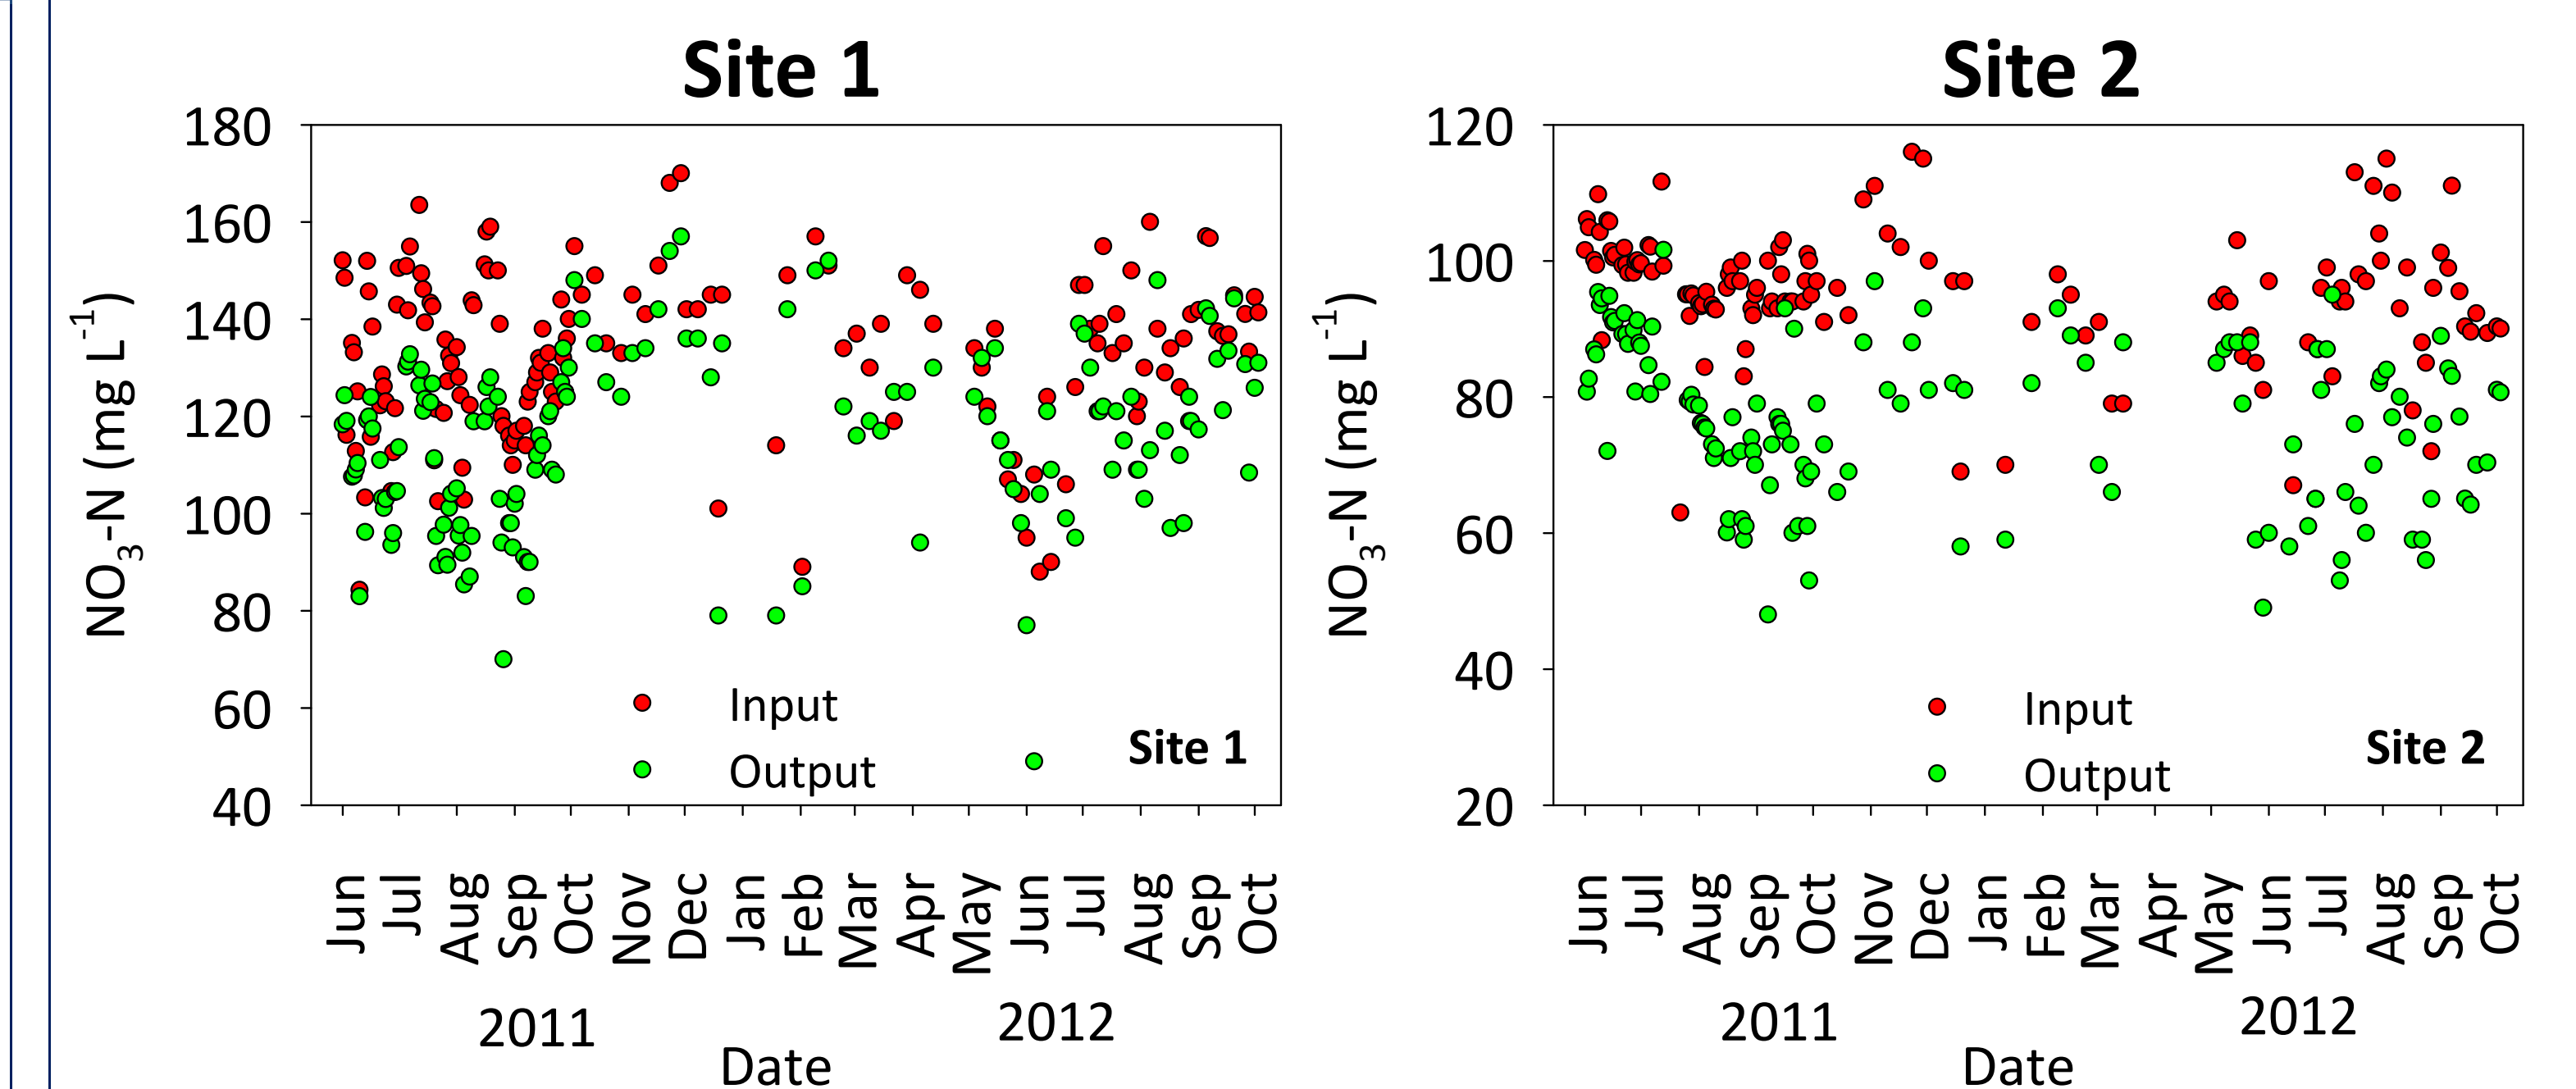 Site 1
180
160
140
120
100
80
60
40
NO3-N (mg L-1)
Input
Output
Site 1
Jun
Jul
Aug
Sep
Oct
Nov
Dec
Jan
Feb
Mar
Apr
May
Jun
Jul
Aug
Sep
Oct
2011
2012
Date
Site 2
120
100
80
60
40
20
NO3-N (mg L-1)
Input
Output
Site 2
Jun
Jul
Aug
Sep
Oct
Nov
Dec
Jan
Feb
Mar
Apr
May
Jun
Jul
Aug
Sep
Oct
2011
2012
Date